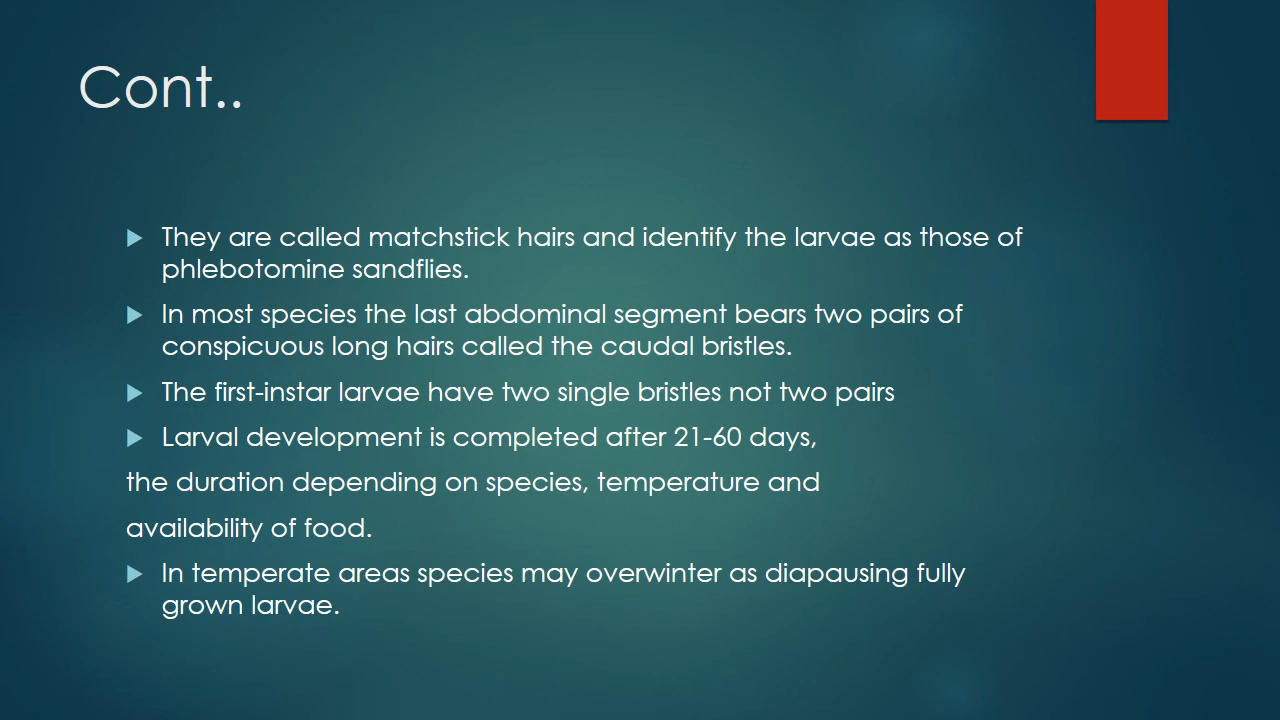 Cont..
They are called matchstick hairs and identify the larvae as those of
phlebotomine sandflies.
In most species the last abdominal segment bears two pairs of
conspicuous long hairs called the caudal bristles.
The first-instar larvae have two single bristles not two pairs
Larval development is completed after 21-60 days,
the duration depending on species, temperature and
availability of food.
In temperate areas species may overwinter as diapausing fully
grown larvae.